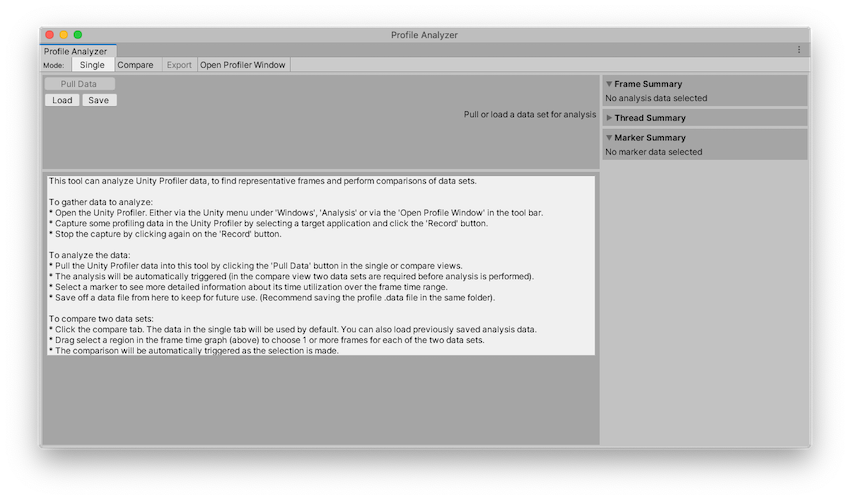 Profile Analyzer
Profile Analyzer
Mode: Single Compare Export Open Profiler Window
Pull Data
Load Save
Pull or load a data set for analysis
Frame Summary
No analysis data selected
Thread Summary
Marker Summary
No marker data selected
This tool can analyze Unity Profiler data, to find representative frames and perform comparisons of data sets.
To gather data to analyze:
* Open the Unity Profiler. Either via the Unity menu under 'Windows', 'Analysis' or via the 'Open Profile Window' in the tool bar.
* Capture some profiling data in the Unity Profiler by selecting a target application and click the 'Record' button.
* Stop the capture by clicking again on the 'Record' button.
To analyze the data:
* Pull the Unity Profiler data into this tool by clicking the 'Pull Data' button in the single or compare views.
* The analysis will be automatically triggered (in the compare view two data sets are required before analysis is performed).
* Select a marker to see more detailed information about its time utilization over the frame time range.
* Save off a data file from here to keep for future use. (Recommend saving the profile .data file in the same folder).
To compare two data sets:
* Click the compare tab. The data in the single tab will be used by default. You can also load previously saved analysis data.
* Drag select a region in the frame time graph (above) to choose 1 or more frames for each of the two data sets.
* The comparison will be automatically triggered as the selection is made.